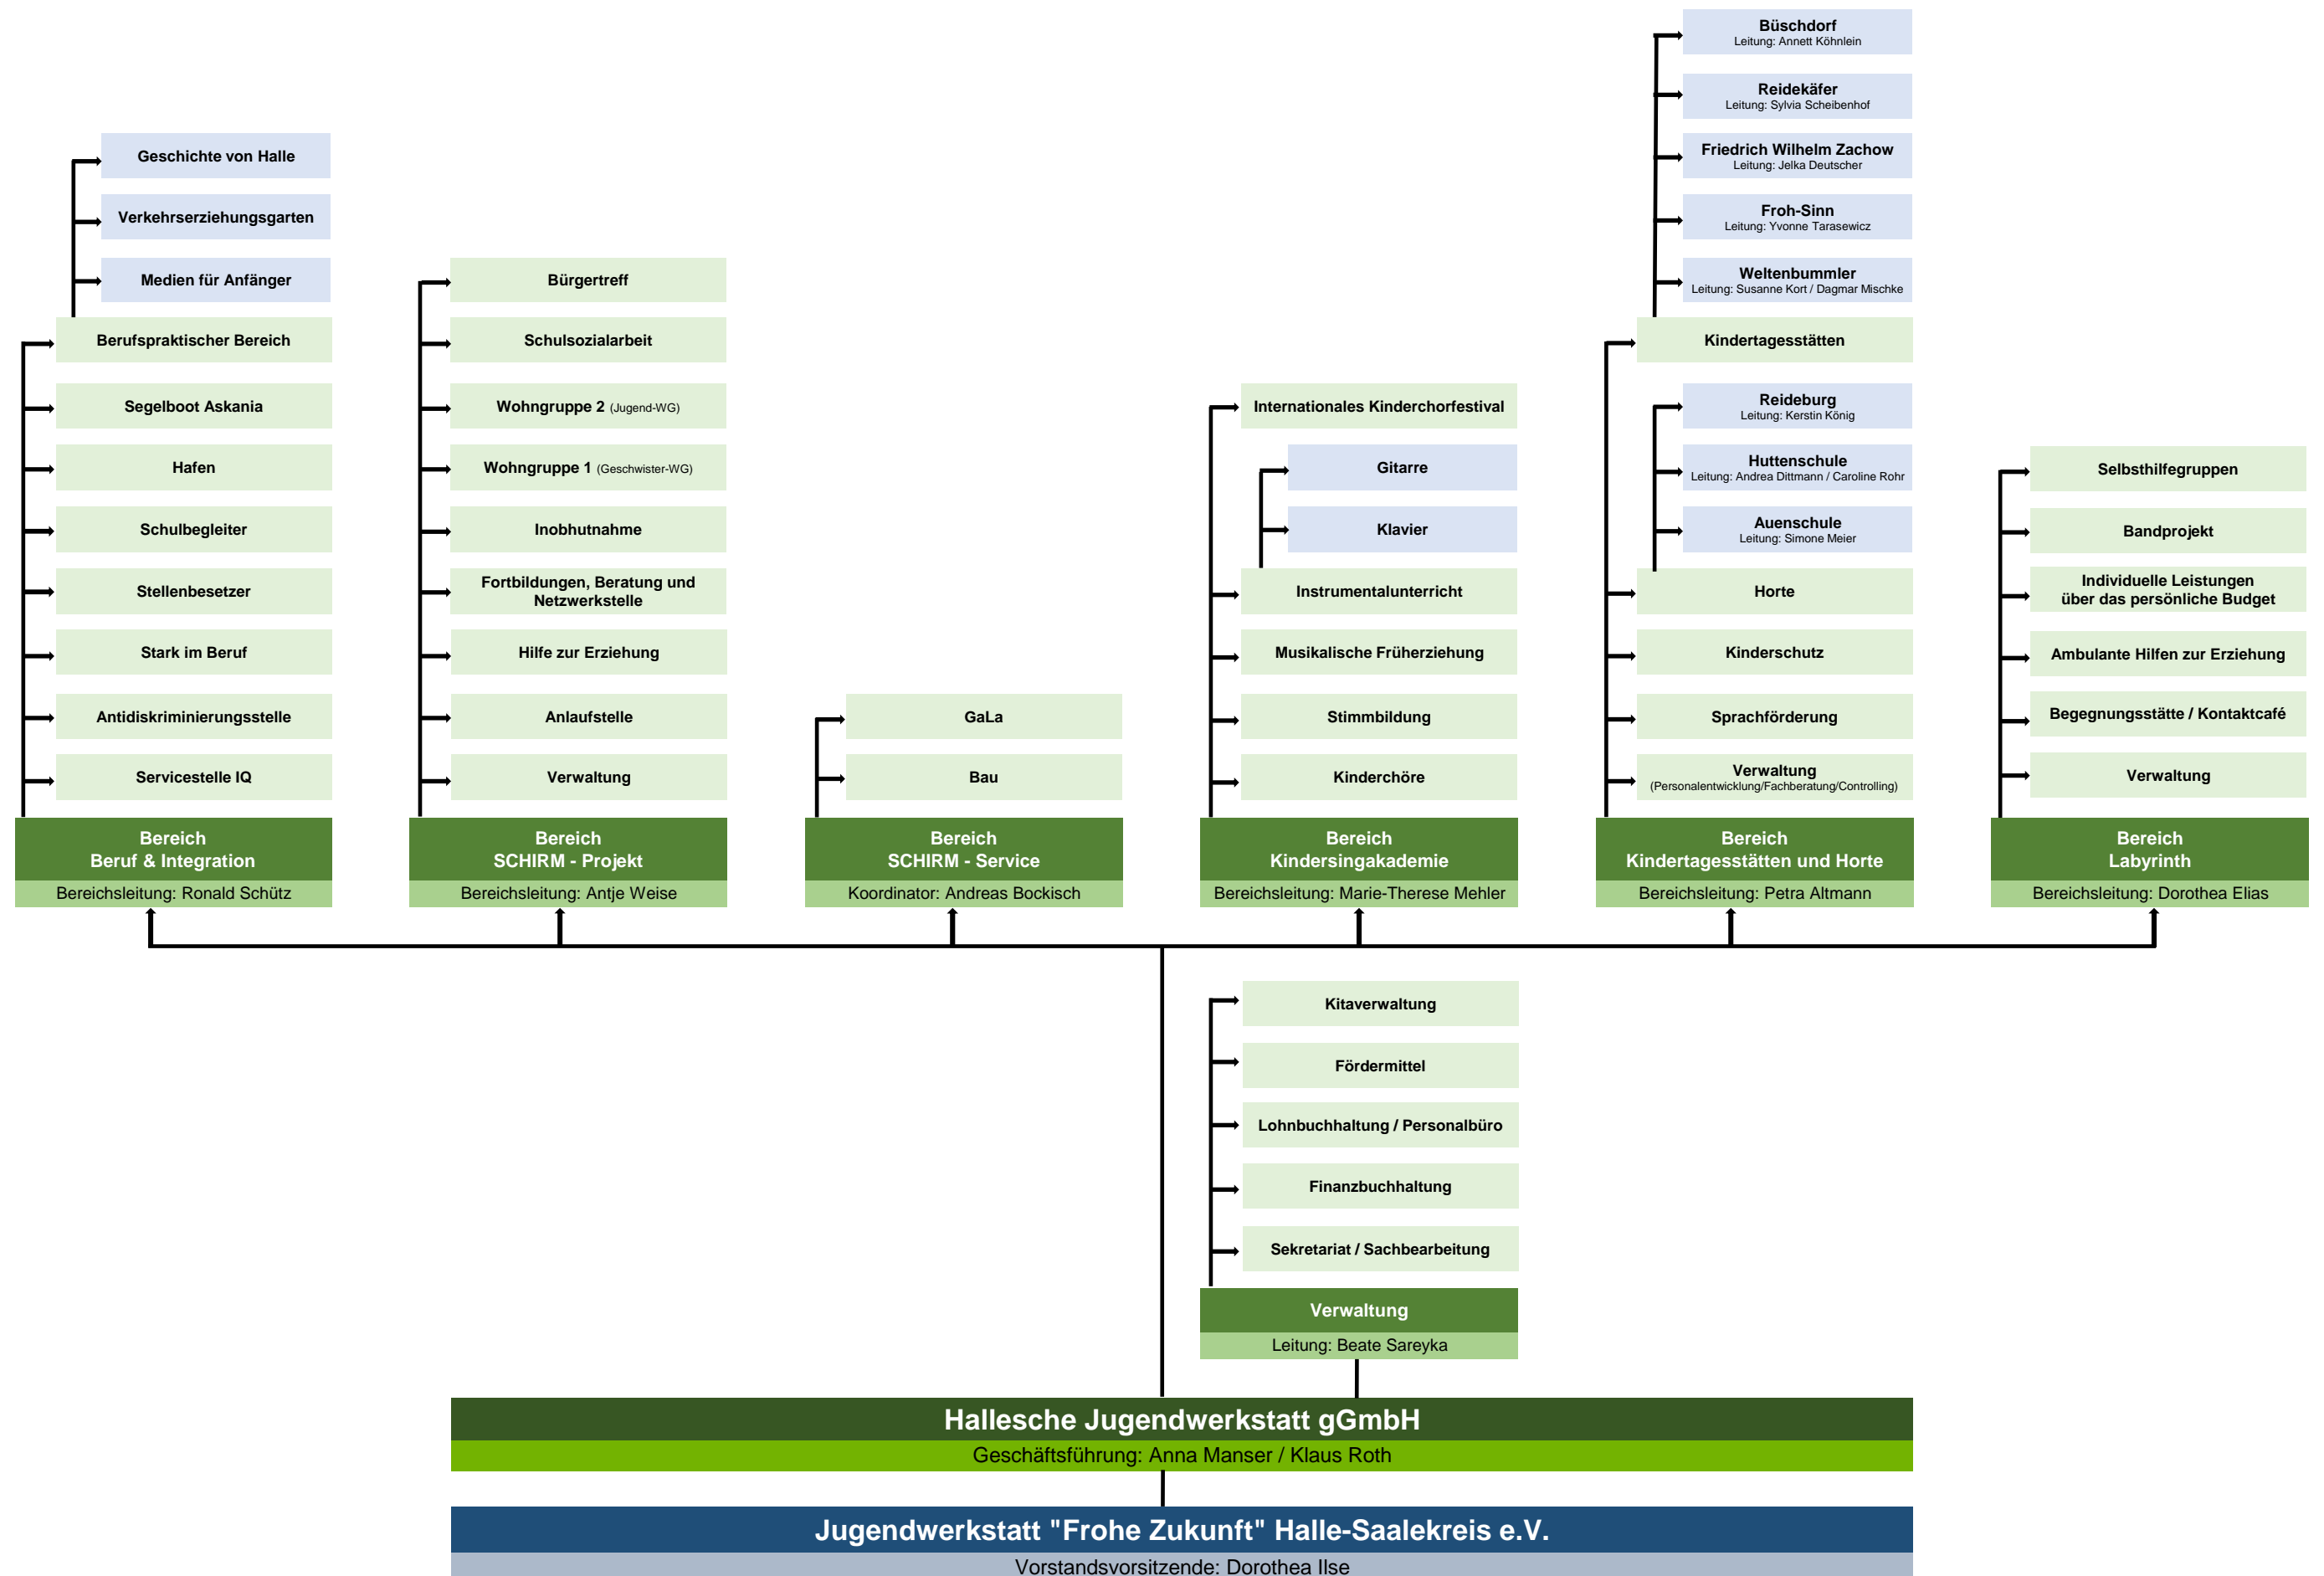 Geschichte von Halle
Verkehrserziehungsgarten
Medien für Anfänger
Berufspraktischer Bereich
Segelboot Askania
Hafen
Schulbegleiter
Stellenbesetzer
Stark im Beruf
Antidiskriminierungsstelle
Servicestelle IQ
Bereich
Beruf & Integration
Bereichsleitung: Ronald Schütz
Bürgertreff
Schulsozialarbeit
Wohngruppe 2 (Jugend-WG)
Wohngruppe 1 (Geschwister-WG)
Inobhutnahme
Fortbildungen, Beratung und
Netzwerkstelle
Hilfe zur Erziehung
Anlaufstelle
Verwaltung
Bereich
SCHIRM - Projekt
Bereichsleitung: Antje Weise
GaLa
Bau
Bereich
SCHIRM - Service
Koordinator: Andreas Bockisch
Internationales Kinderchorfestival
Gitarre
Klavier
Instrumentalunterricht
Musikalische Früherziehung
Stimmbildung
Kinderchöre
Bereich
Kindersingakademie
Bereichsleitung: Marie-Therese Mehler
Büschdorf
Leitung: Annett Köhnlein
Reidekäfer
Leitung: Sylvia Scheibenhof
Friedrich Wilhelm Zachow
Leitung: Jelka Deutscher
Froh-Sinn
Leitung: Yvonne Tarasewicz
Weltenbummler
Leitung: Susanne Kort / Dagmar Mischke
Kindertagesstätten
Reideburg
Leitung: Kerstin König
Huttenschule
Leitung: Andrea Dittmann / Caroline Rohr
Auenschule
Leitung: Simone Meier
Horte
Kinderschutz
Sprachförderung
Verwaltung
(Personalentwicklung/Fachberatung/Controlling)
Bereich
Kindertagesstätten und Horte
Bereichsleitung: Petra Altmann
Selbsthilfegruppen
Bandprojekt
Individuelle Leistungen
über das persönliche Budget
Ambulante Hilfen zur Erziehung
Begegnungsstätte / Kontaktcafé
Verwaltung
Bereich
Labyrinth
Bereichsleitung: Dorothea Elias
Kitaverwaltung
Fördermittel
Lohnbuchhaltung / Personalbüro
Finanzbuchhaltung
Sekretariat / Sachbearbeitung
Verwaltung
Leitung: Beate Sareyka
Hallesche Jugendwerkstatt gGmbH
Geschäftsführung: Anna Manser / Klaus Roth
Jugendwerkstatt "Frohe Zukunft" Halle-Saalekreis e.V.
Vorstandsvorsitzende: Dorothea Ilse